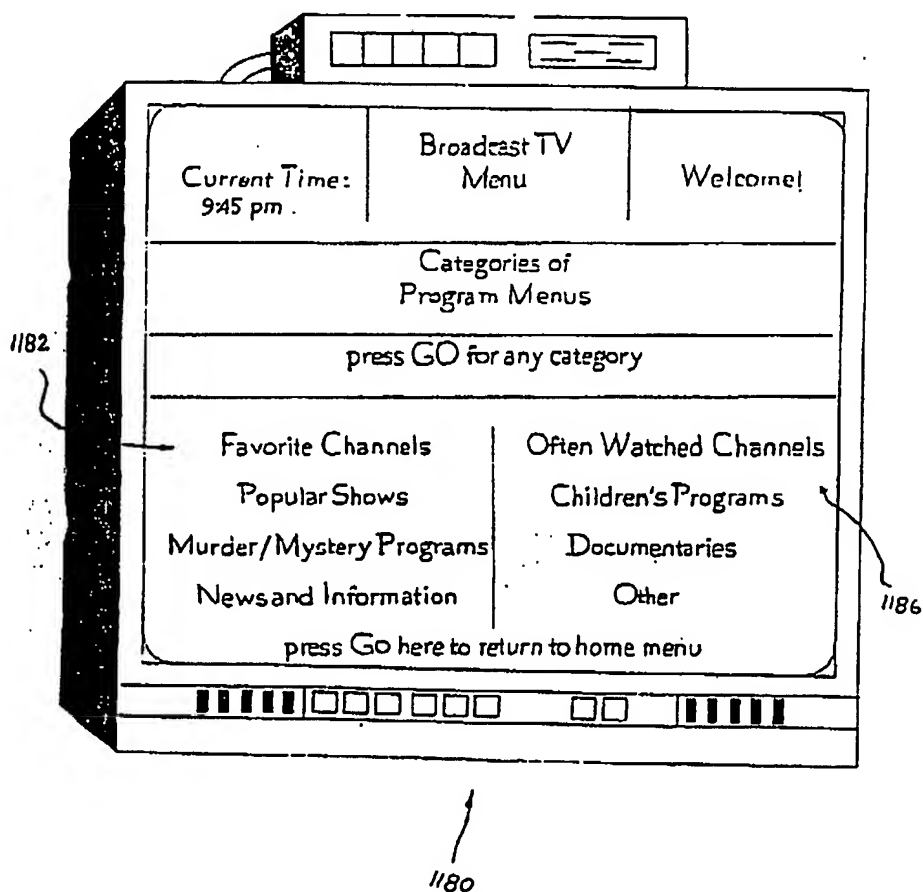 Broadcast TV
Menu
Current Time:
9:45 pm.
Welcome!
Categories of
Program Menus
press GO for any category
1182
Favorite Channels
Often Watched Channels
Popular Shows
Children's Programs
Murder/Mystery Programs
Documentaries
News and Information
Other
1186
press Go here to return to home menu
1180